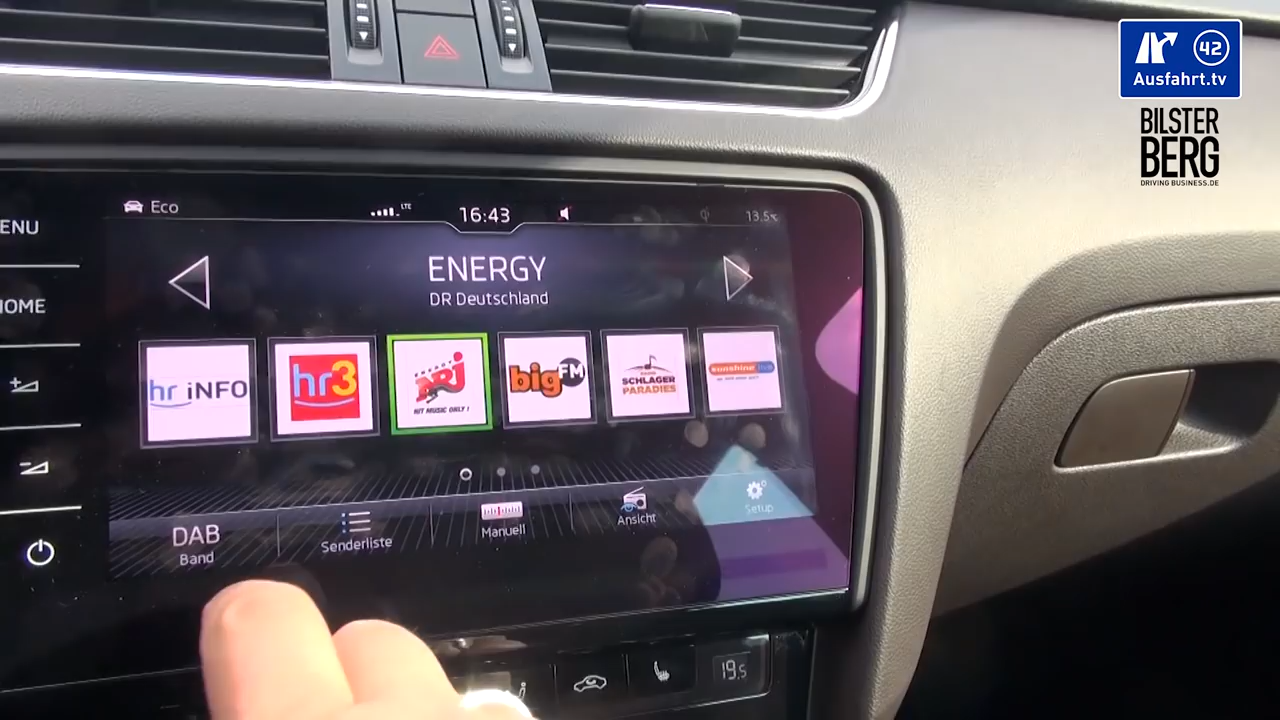 42
Ausfahrt.tv
BILSTER
BERG
DRIVING BUSINESS.DE
ENU
HOME
Eco
LTE
16:43
13.5°C
ENERGY
DR Deutschland
hr iNFO
hr3
ENERGY
NRJ
HIT MUSIC ONLY!
bigFM
SCHLAGER
PARADIES
sunshine live
DAB
Band
Senderliste
Manuell
Ansicht
Setup
19.5